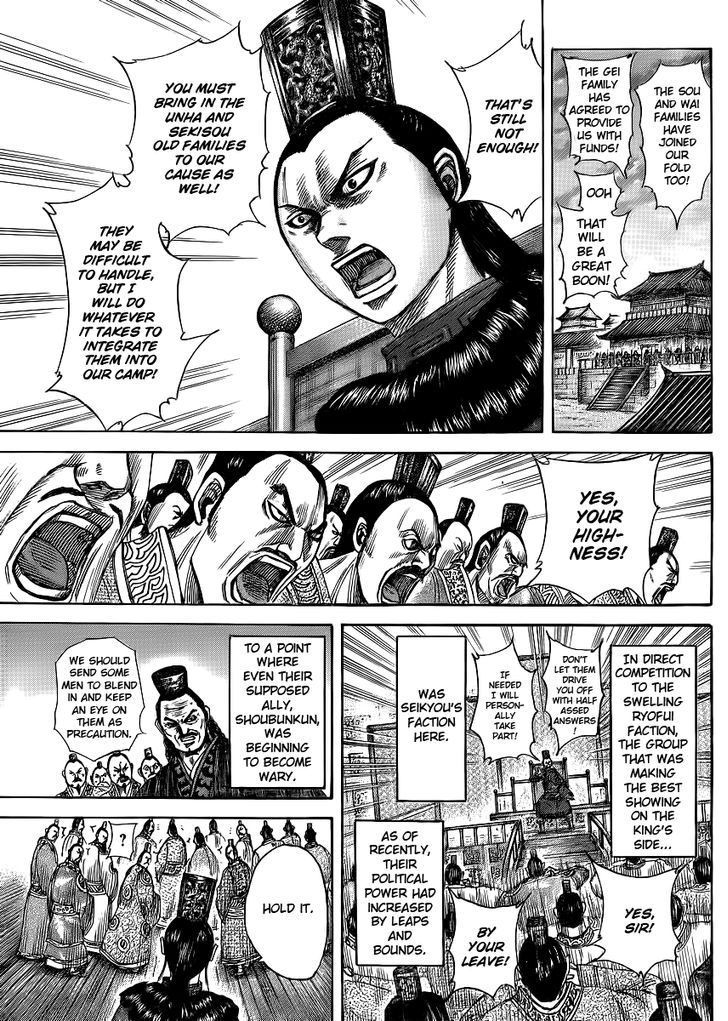 THE GEI
FAMILY
HAS
AGREED TO
PROVIDE
US WITH
FUNDS!
THE SOU
AND WAI
FAMILIES
HAVE
JOINED
OUR
FOLD
TOO!
OOH
THAT
WILL
BE A
GREAT
BOON!
THAT'S
STILL
NOT
ENOUGH!
YOU MUST
BRING IN THE
UNHA AND
SEKISOU
OLD FAMILIES
TO OUR
CAUSE AS
WELL!
THEY
MAY BE
DIFFICULT
TO HANDLE,
BUT I
WILL DO
WHATEVER
IT TAKES TO
INTEGRATE
THEM INTO
OUR CAMP!
YES,
YOUR
HIGH-
NESS!
IN DIRECT
COMPETITION
TO THE
SWELLING
RYOFUI
FACTION,
THE GROUP
THAT WAS
MAKING
THE BEST
SHOWING
ON THE
KING'S
SIDE...
DON'T
LET THEM
DRIVE
YOU OFF
WITH HALF
ASSED
ANSWERS
!
IF
NEEDED
I WILL
PERSON-
ALLY
TAKE
PART!
WAS
SEIKYOU'S
FACTION
HERE.
YES,
SIR!
BY
YOUR
LEAVE!
AS OF
RECENTLY,
THEIR
POLITICAL
POWER HAD
INCREASED
BY LEAPS
AND
BOUNDS.
TO A POINT
WHERE
EVEN THEIR
SUPPOSED
ALLY,
SHOUBUNKUN,
WAS
BEGINNING
TO BECOME
WARY.
WE SHOULD
SEND SOME
MEN TO BLEND
IN AND KEEP
AN EYE ON
THEM AS
PRECAUTION.
HOLD IT.
?